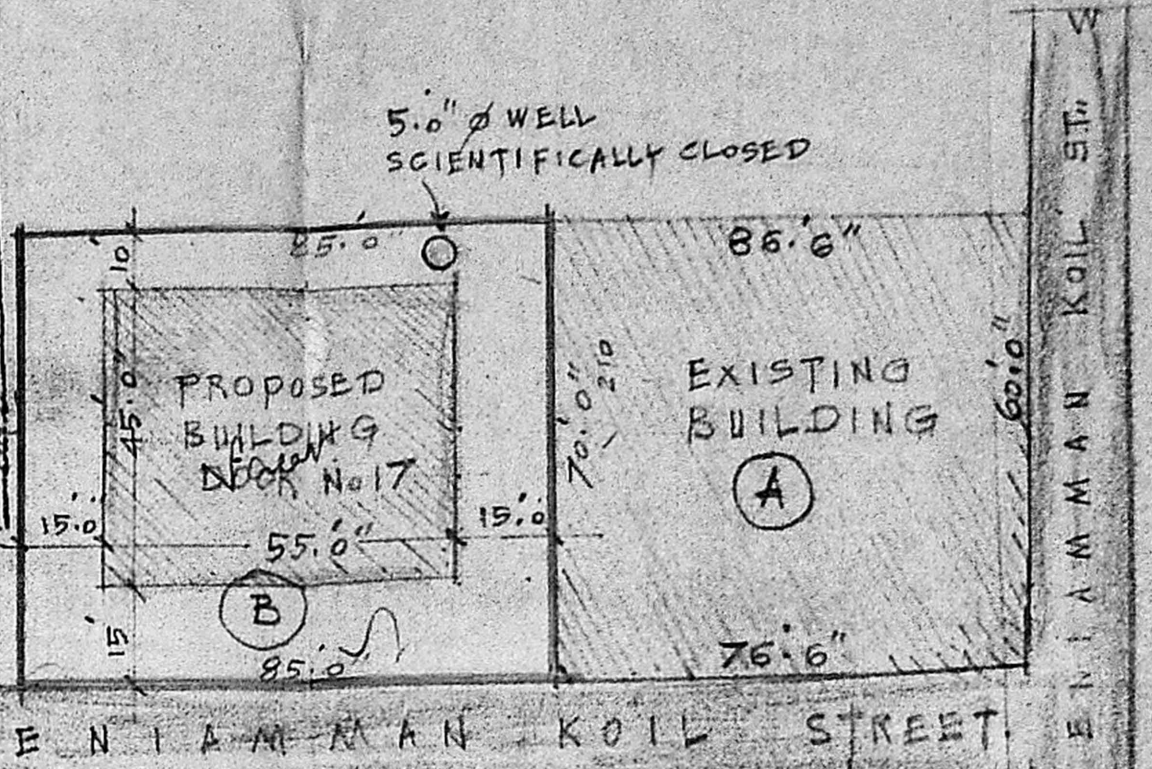 5'.0" Ø WELL
SCIENTIFICALLY CLOSED
85'.0"
86'.6"
10'
PROPOSED
BUILDING
No 17
45'.0"
15'.0
55'.0"
15'.0
B
15'
85'.0"
70'.0"
210
EXISTING
BUILDING
A
60'.0"
76'.6"
ENIAMMAN KOIL STREET.
ENIAMMAN KOIL ST. W